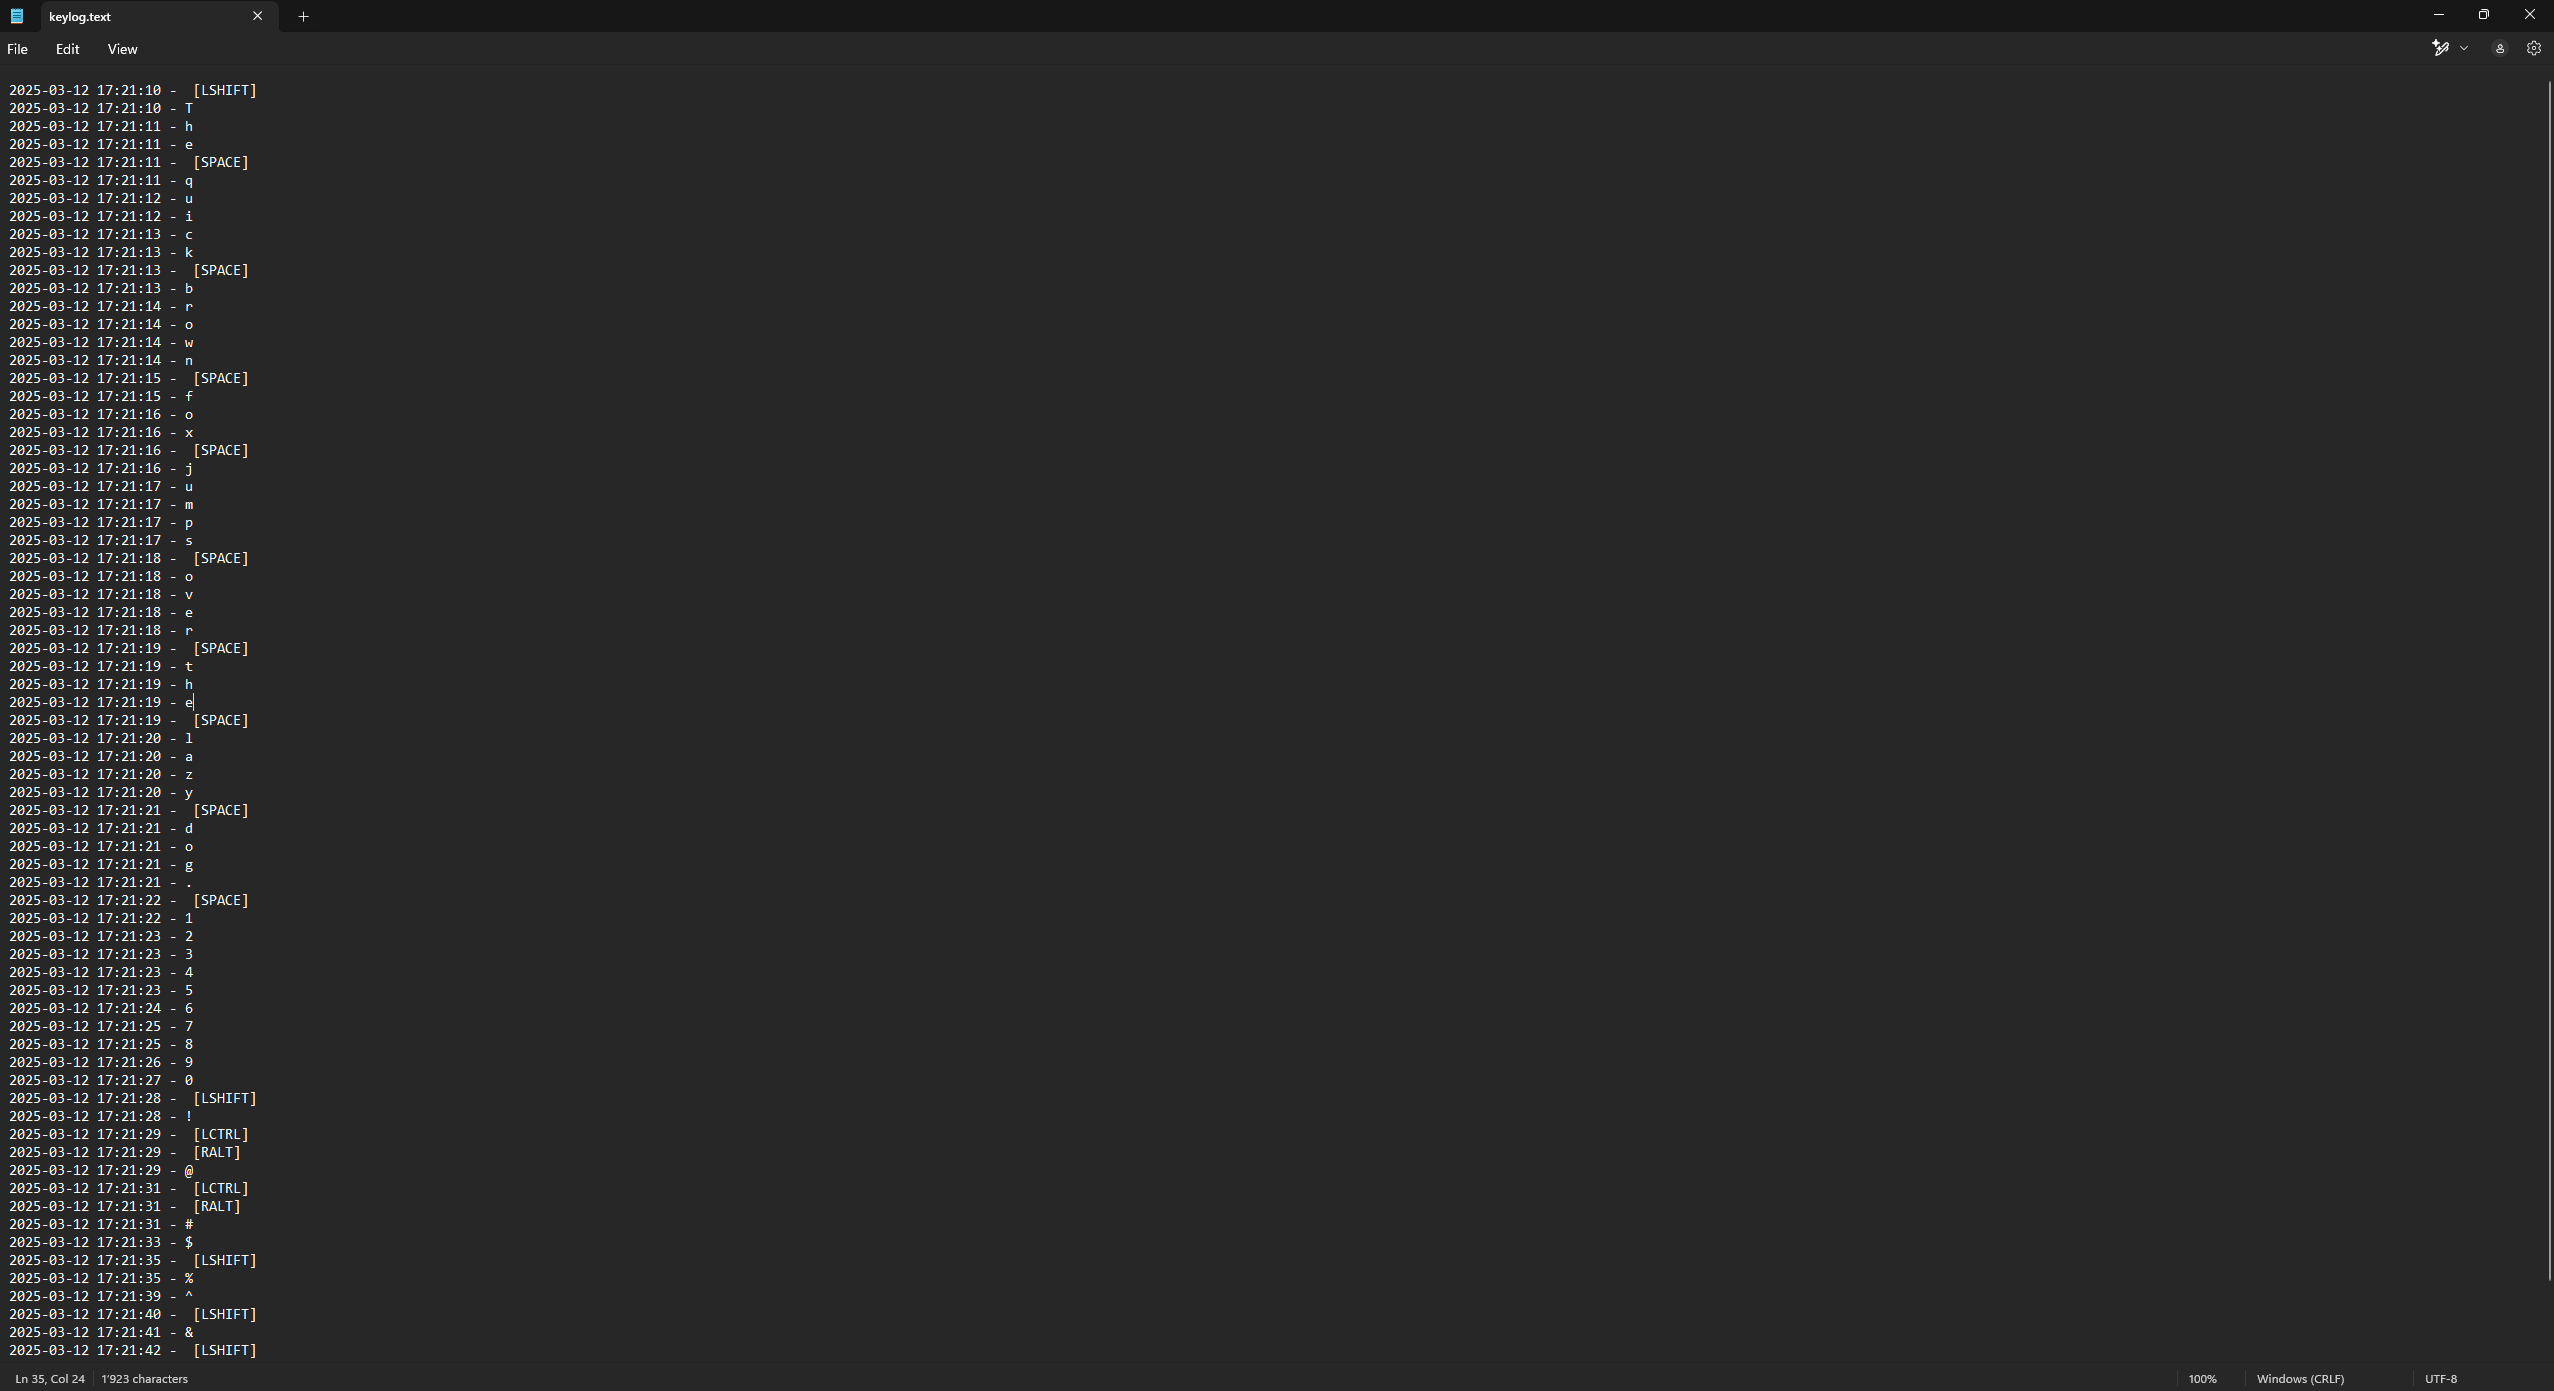 keylog.text
File Edit View
2025-03-12 17:21:10 -  [LSHIFT]
2025-03-12 17:21:10 - T
2025-03-12 17:21:11 - h
2025-03-12 17:21:11 - e
2025-03-12 17:21:11 -  [SPACE]
2025-03-12 17:21:11 - q
2025-03-12 17:21:12 - u
2025-03-12 17:21:12 - i
2025-03-12 17:21:13 - c
2025-03-12 17:21:13 - k
2025-03-12 17:21:13 -  [SPACE]
2025-03-12 17:21:13 - b
2025-03-12 17:21:14 - r
2025-03-12 17:21:14 - o
2025-03-12 17:21:14 - w
2025-03-12 17:21:14 - n
2025-03-12 17:21:15 -  [SPACE]
2025-03-12 17:21:15 - f
2025-03-12 17:21:16 - o
2025-03-12 17:21:16 - x
2025-03-12 17:21:16 -  [SPACE]
2025-03-12 17:21:16 - j
2025-03-12 17:21:17 - u
2025-03-12 17:21:17 - m
2025-03-12 17:21:17 - p
2025-03-12 17:21:17 - s
2025-03-12 17:21:18 -  [SPACE]
2025-03-12 17:21:18 - o
2025-03-12 17:21:18 - v
2025-03-12 17:21:18 - e
2025-03-12 17:21:18 - r
2025-03-12 17:21:19 -  [SPACE]
2025-03-12 17:21:19 - t
2025-03-12 17:21:19 - h
2025-03-12 17:21:19 - e
2025-03-12 17:21:19 -  [SPACE]
2025-03-12 17:21:20 - l
2025-03-12 17:21:20 - a
2025-03-12 17:21:20 - z
2025-03-12 17:21:20 - y
2025-03-12 17:21:21 -  [SPACE]
2025-03-12 17:21:21 - d
2025-03-12 17:21:21 - o
2025-03-12 17:21:21 - g
2025-03-12 17:21:21 - .
2025-03-12 17:21:22 -  [SPACE]
2025-03-12 17:21:22 - 1
2025-03-12 17:21:23 - 2
2025-03-12 17:21:23 - 3
2025-03-12 17:21:23 - 4
2025-03-12 17:21:23 - 5
2025-03-12 17:21:24 - 6
2025-03-12 17:21:25 - 7
2025-03-12 17:21:25 - 8
2025-03-12 17:21:26 - 9
2025-03-12 17:21:27 - 0
2025-03-12 17:21:28 -  [LSHIFT]
2025-03-12 17:21:28 - !
2025-03-12 17:21:29 -  [LCTRL]
2025-03-12 17:21:29 -  [RALT]
2025-03-12 17:21:29 - @
2025-03-12 17:21:31 -  [LCTRL]
2025-03-12 17:21:31 -  [RALT]
2025-03-12 17:21:31 - #
2025-03-12 17:21:33 - $
2025-03-12 17:21:35 -  [LSHIFT]
2025-03-12 17:21:35 - %
2025-03-12 17:21:39 - ^
2025-03-12 17:21:40 -  [LSHIFT]
2025-03-12 17:21:41 - &
2025-03-12 17:21:42 -  [LSHIFT]
Ln 35, Col 24 1'923 characters 100% Windows (CRLF) UTF-8